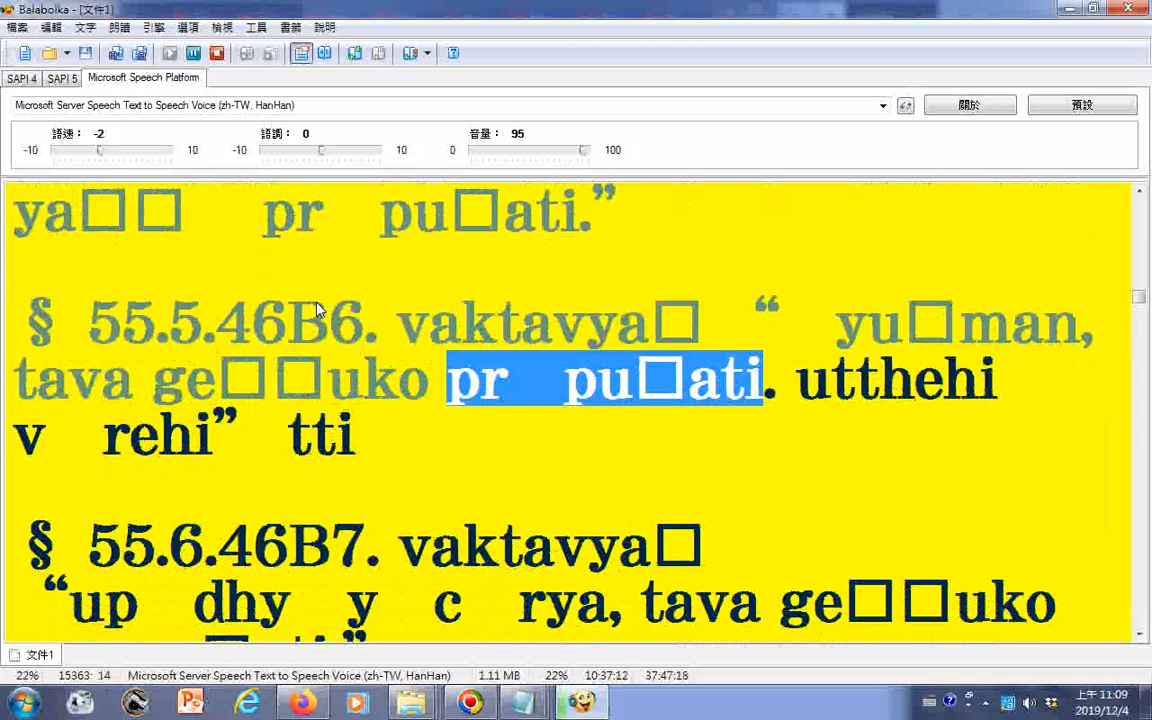 Balabolka - [文件1]
檔案 編輯 文字 朗讀 引擎 選項 檢視 工具 書籤 說明
SAPI 4 SAPI 5 Microsoft Speech Platform
Microsoft Server Speech Text to Speech Voice (zh-TW, HanHan) 關於 預設
語速： -2 語調： 0 音量： 95
-10 10 -10 10 0 100
ya□□ pr pu□ati.”
§ 55.5.46B6. vaktavya□ “ yu□man,
tava ge□□uko pr pu□ati. utthehi
v rehi” tti
§ 55.6.46B7. vaktavya□
“up dhy y c rya, tava ge□□uko
文件1
22% 15363: 14 Microsoft Server Speech Text to Speech Voice (zh-TW, HanHan) 1.11 MB 22% 10:37:12 37:47:18
上午 11:09
2019/12/4